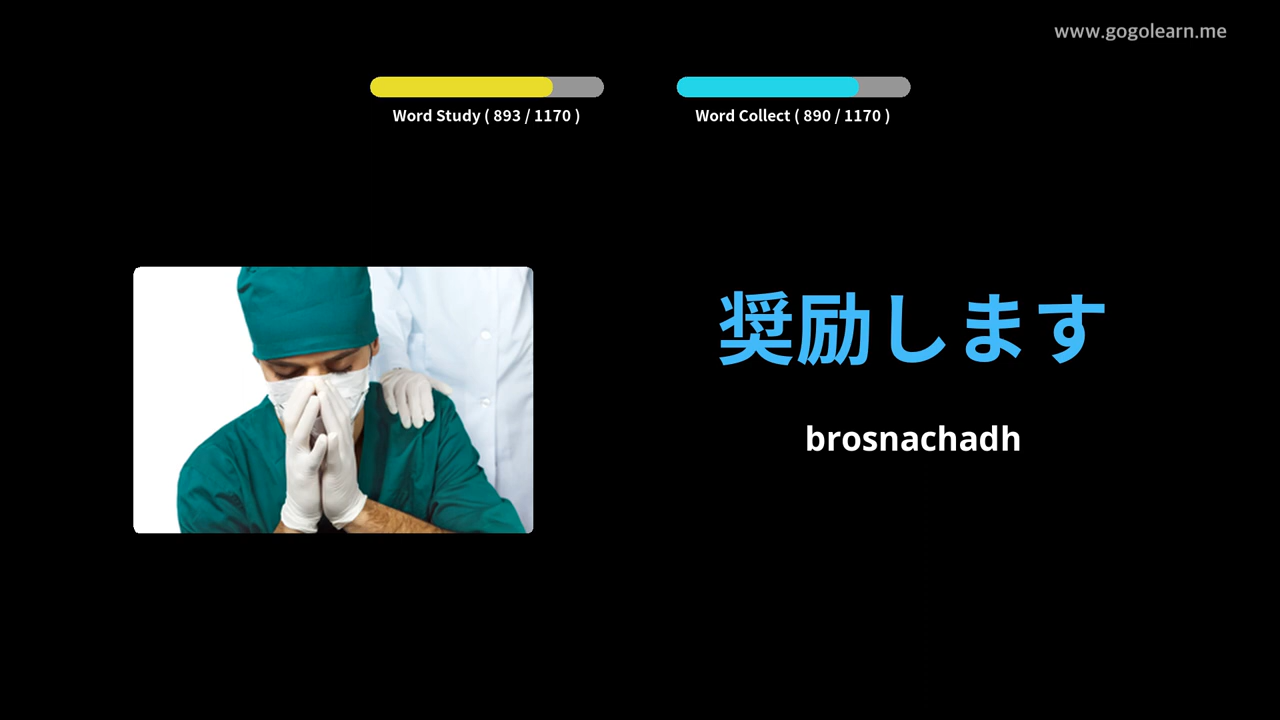 www.gogolearn.me
Word Study ( 893 / 1170 )
Word Collect ( 890 / 1170 )
奨励します
brosnachadh